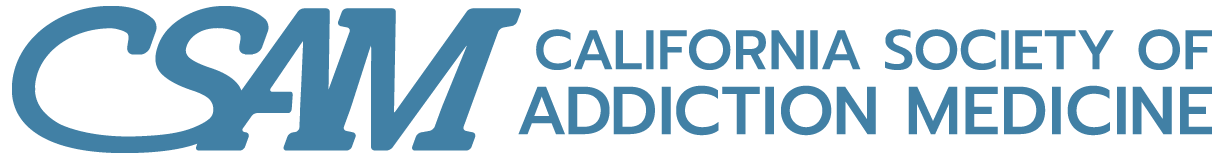 CSAM
CALIFORNIA SOCIETY OF
ADDICTION MEDICINE